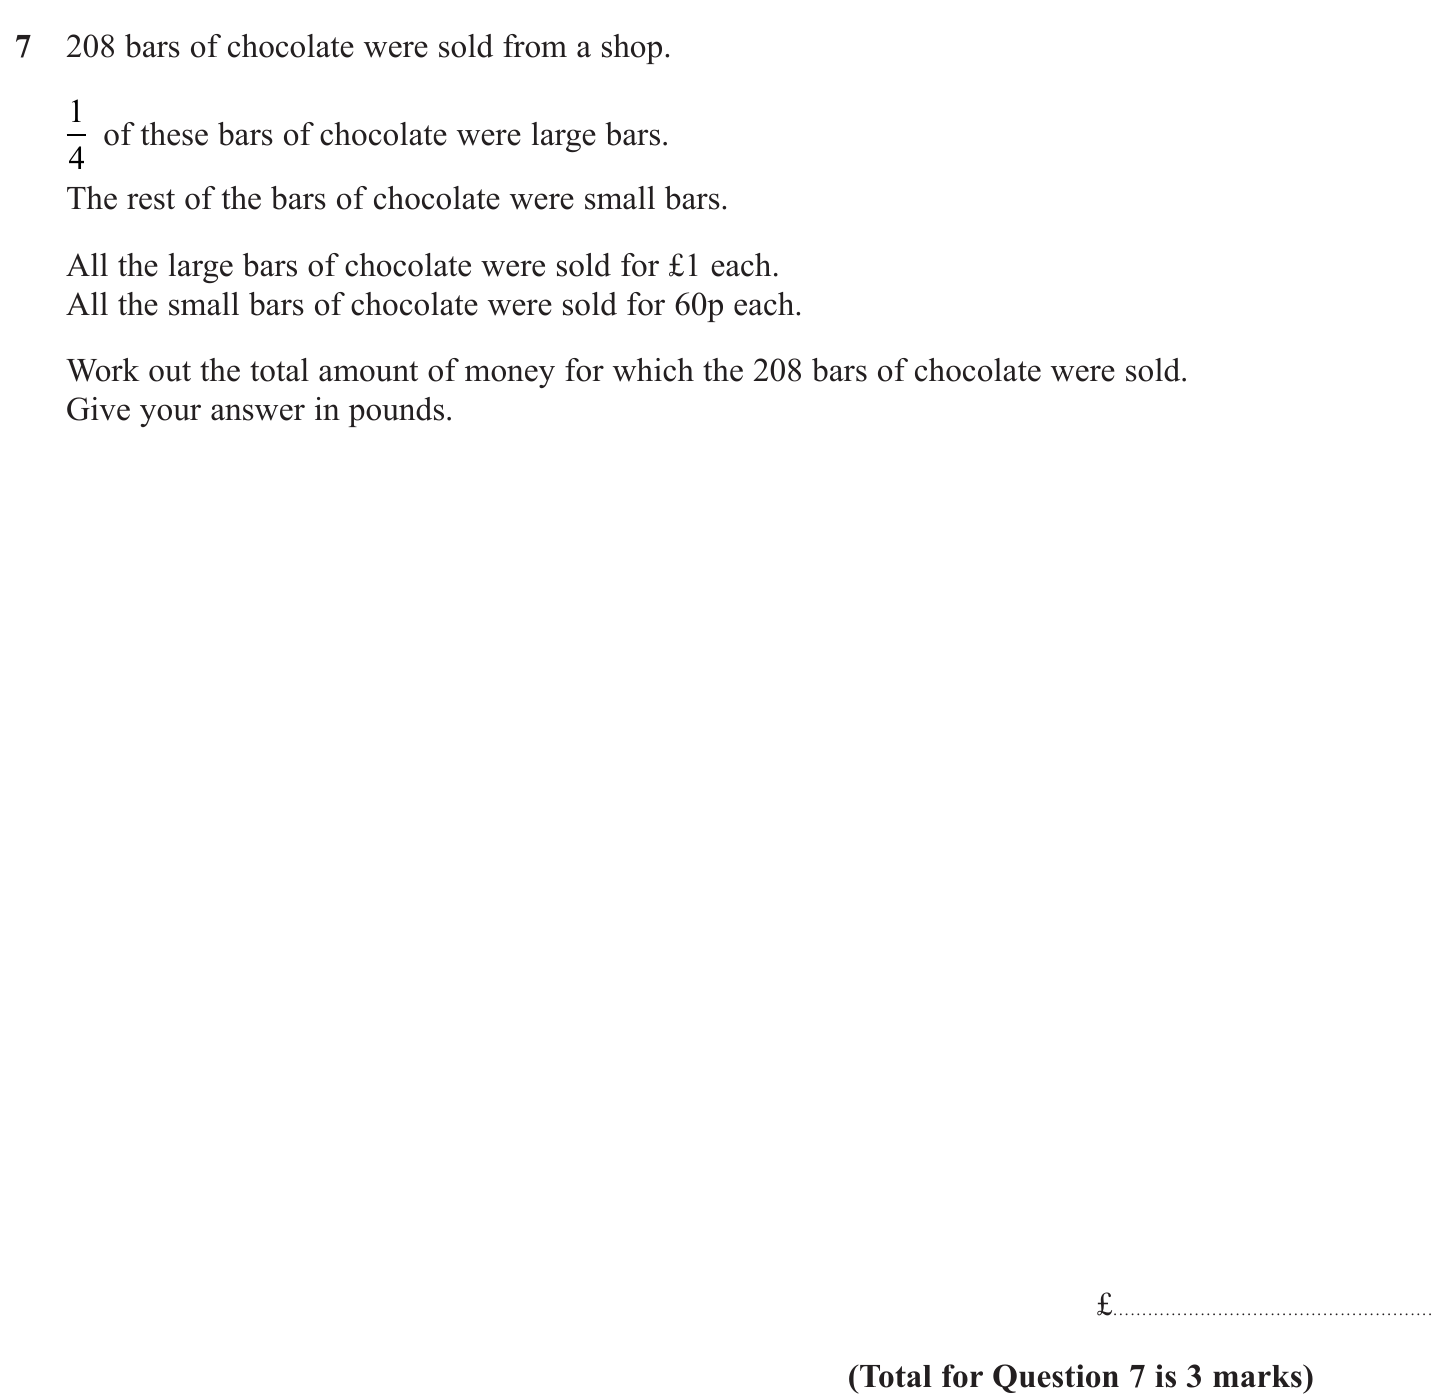 7 208 bars of chocolate were sold from a shop.
1/4 of these bars of chocolate were large bars.
The rest of the bars of chocolate were small bars.
All the large bars of chocolate were sold for £1 each.
All the small bars of chocolate were sold for 60p each.
Work out the total amount of money for which the 208 bars of chocolate were sold.
Give your answer in pounds.
£......................................................
(Total for Question 7 is 3 marks)